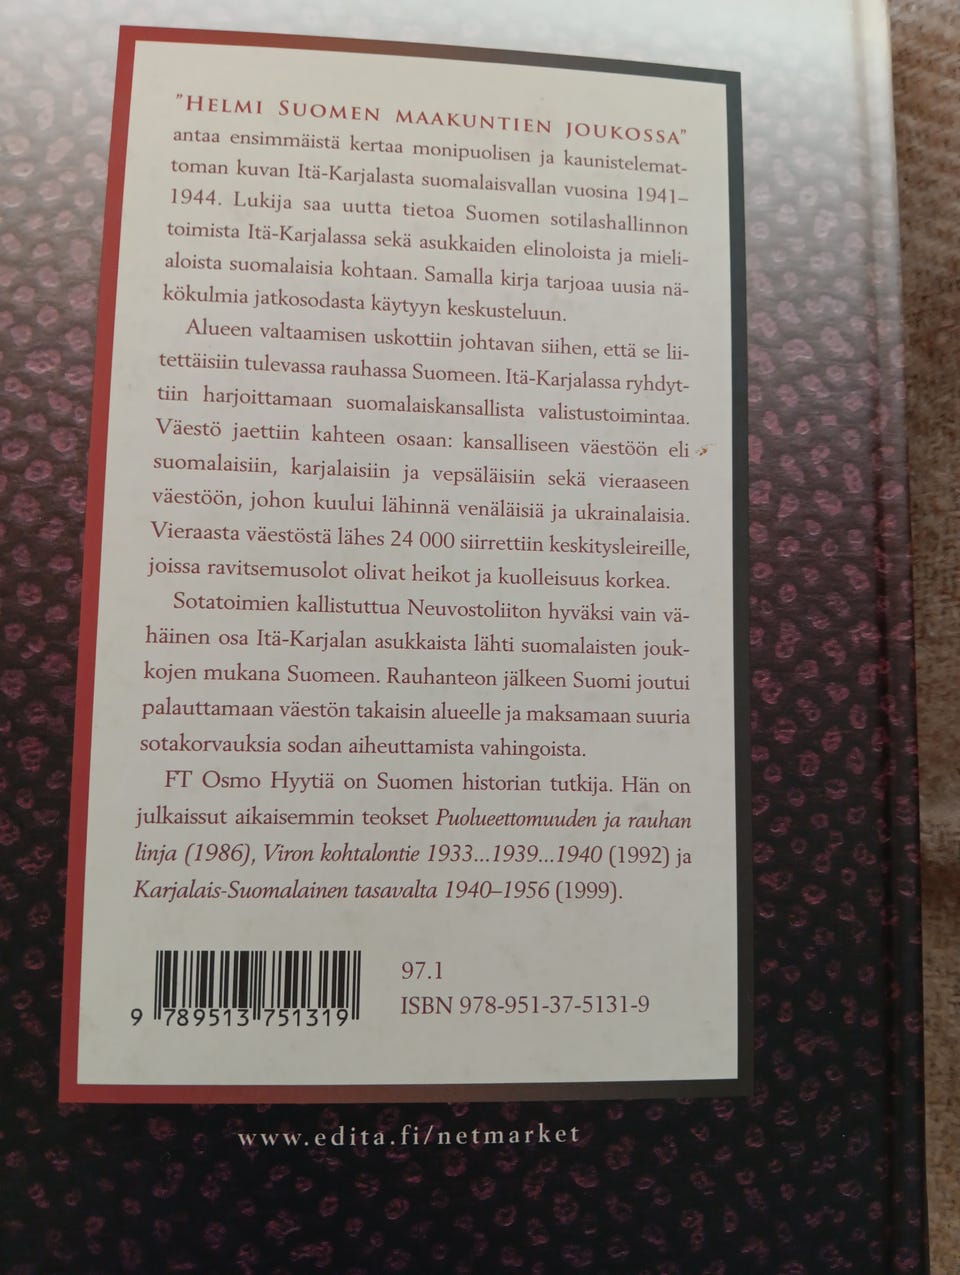 "HELMI SUOMEN MAAKUNTIEN JOUKOSSA"
antaa ensimmäistä kertaa monipuolisen ja kaunistelemat-
toman kuvan Itä-Karjalasta suomalaisvallan vuosina 1941–
1944. Lukija saa uutta tietoa Suomen sotilashallinnon
toimista Itä-Karjalassa sekä asukkaiden elinoloista ja mieli-
aloista suomalaisia kohtaan. Samalla kirja tarjoaa uusia nä-
kökulmia jatkosodasta käytyyn keskusteluun.
Alueen valtaamisen uskottiin johtavan siihen, että se lii-
tettäisiin tulevassa rauhassa Suomeen. Itä-Karjalassa ryhdyt-
tiin harjoittamaan suomalaiskansallista valistustoimintaa.
Väestö jaettiin kahteen osaan: kansalliseen väestöön eli
suomalaisiin, karjalaisiin ja vepsäläisiin sekä vieraaseen
väestöön, johon kuului lähinnä venäläisiä ja ukrainalaisia.
Vieraasta väestöstä lähes 24 000 siirrettiin keskitysleireille,
joissa ravitsemusolot olivat heikot ja kuolleisuus korkea.
Sotatoimien kallistuttua Neuvostoliiton hyväksi vain vä-
häinen osa Itä-Karjalan asukkaista lähti suomalaisten jouk-
kojen mukana Suomeen. Rauhanteon jälkeen Suomi joutui
palauttamaan väestön takaisin alueelle ja maksamaan suuria
sotakorvauksia sodan aiheuttamista vahingoista.
FT Osmo Hyytiä on Suomen historian tutkija. Hän on
julkaissut aikaisemmin teokset Puolueettomuuden ja rauhan
linja (1986), Viron kohtalontie 1933...1939...1940 (1992) ja
Karjalais-Suomalainen tasavalta 1940–1956 (1999).
97.1
ISBN 978-951-37-5131-9
9 789513 751319
www.edita.fi/netmarket